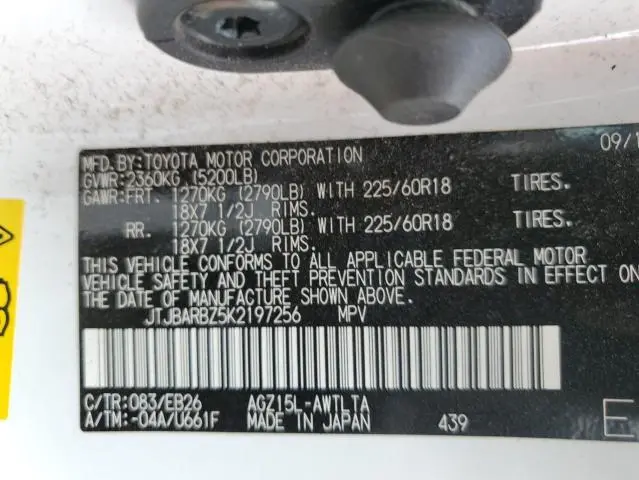 MFD.BY:TOYOTA MOTOR CORPORATION 09/1
GVWR:2360KG (5200LB)
GAWR:FRT. 1270KG (2790LB) WITH 225/60R18 TIRES.
18X7 1/2J RIMS.
RR. 1270KG (2790LB) WITH 225/60R18 TIRES.
18X7 1/2J RIMS.
THIS VEHICLE CONFORMS TO ALL APPLICABLE FEDERAL MOTOR
VEHICLE SAFETY AND THEFT PREVENTION STANDARDS IN EFFECT ON
THE DATE OF MANUFACTURE SHOWN ABOVE.
JTJBARBZ5K2197256 MPV
C/TR:083/EB26 AGZ15L-AWTLTA
A/TM:-04A/U661F MADE IN JAPAN 439 E